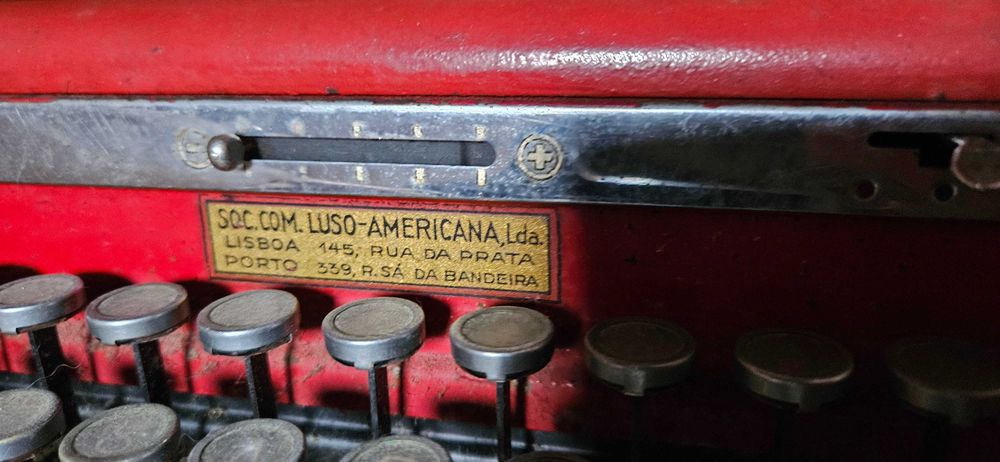 SOC. COM. LUSO-AMERICANA, Lda.
LISBOA 145, RUA DA PRATA
PORTO 339, R. SÁ DA BANDEIRA